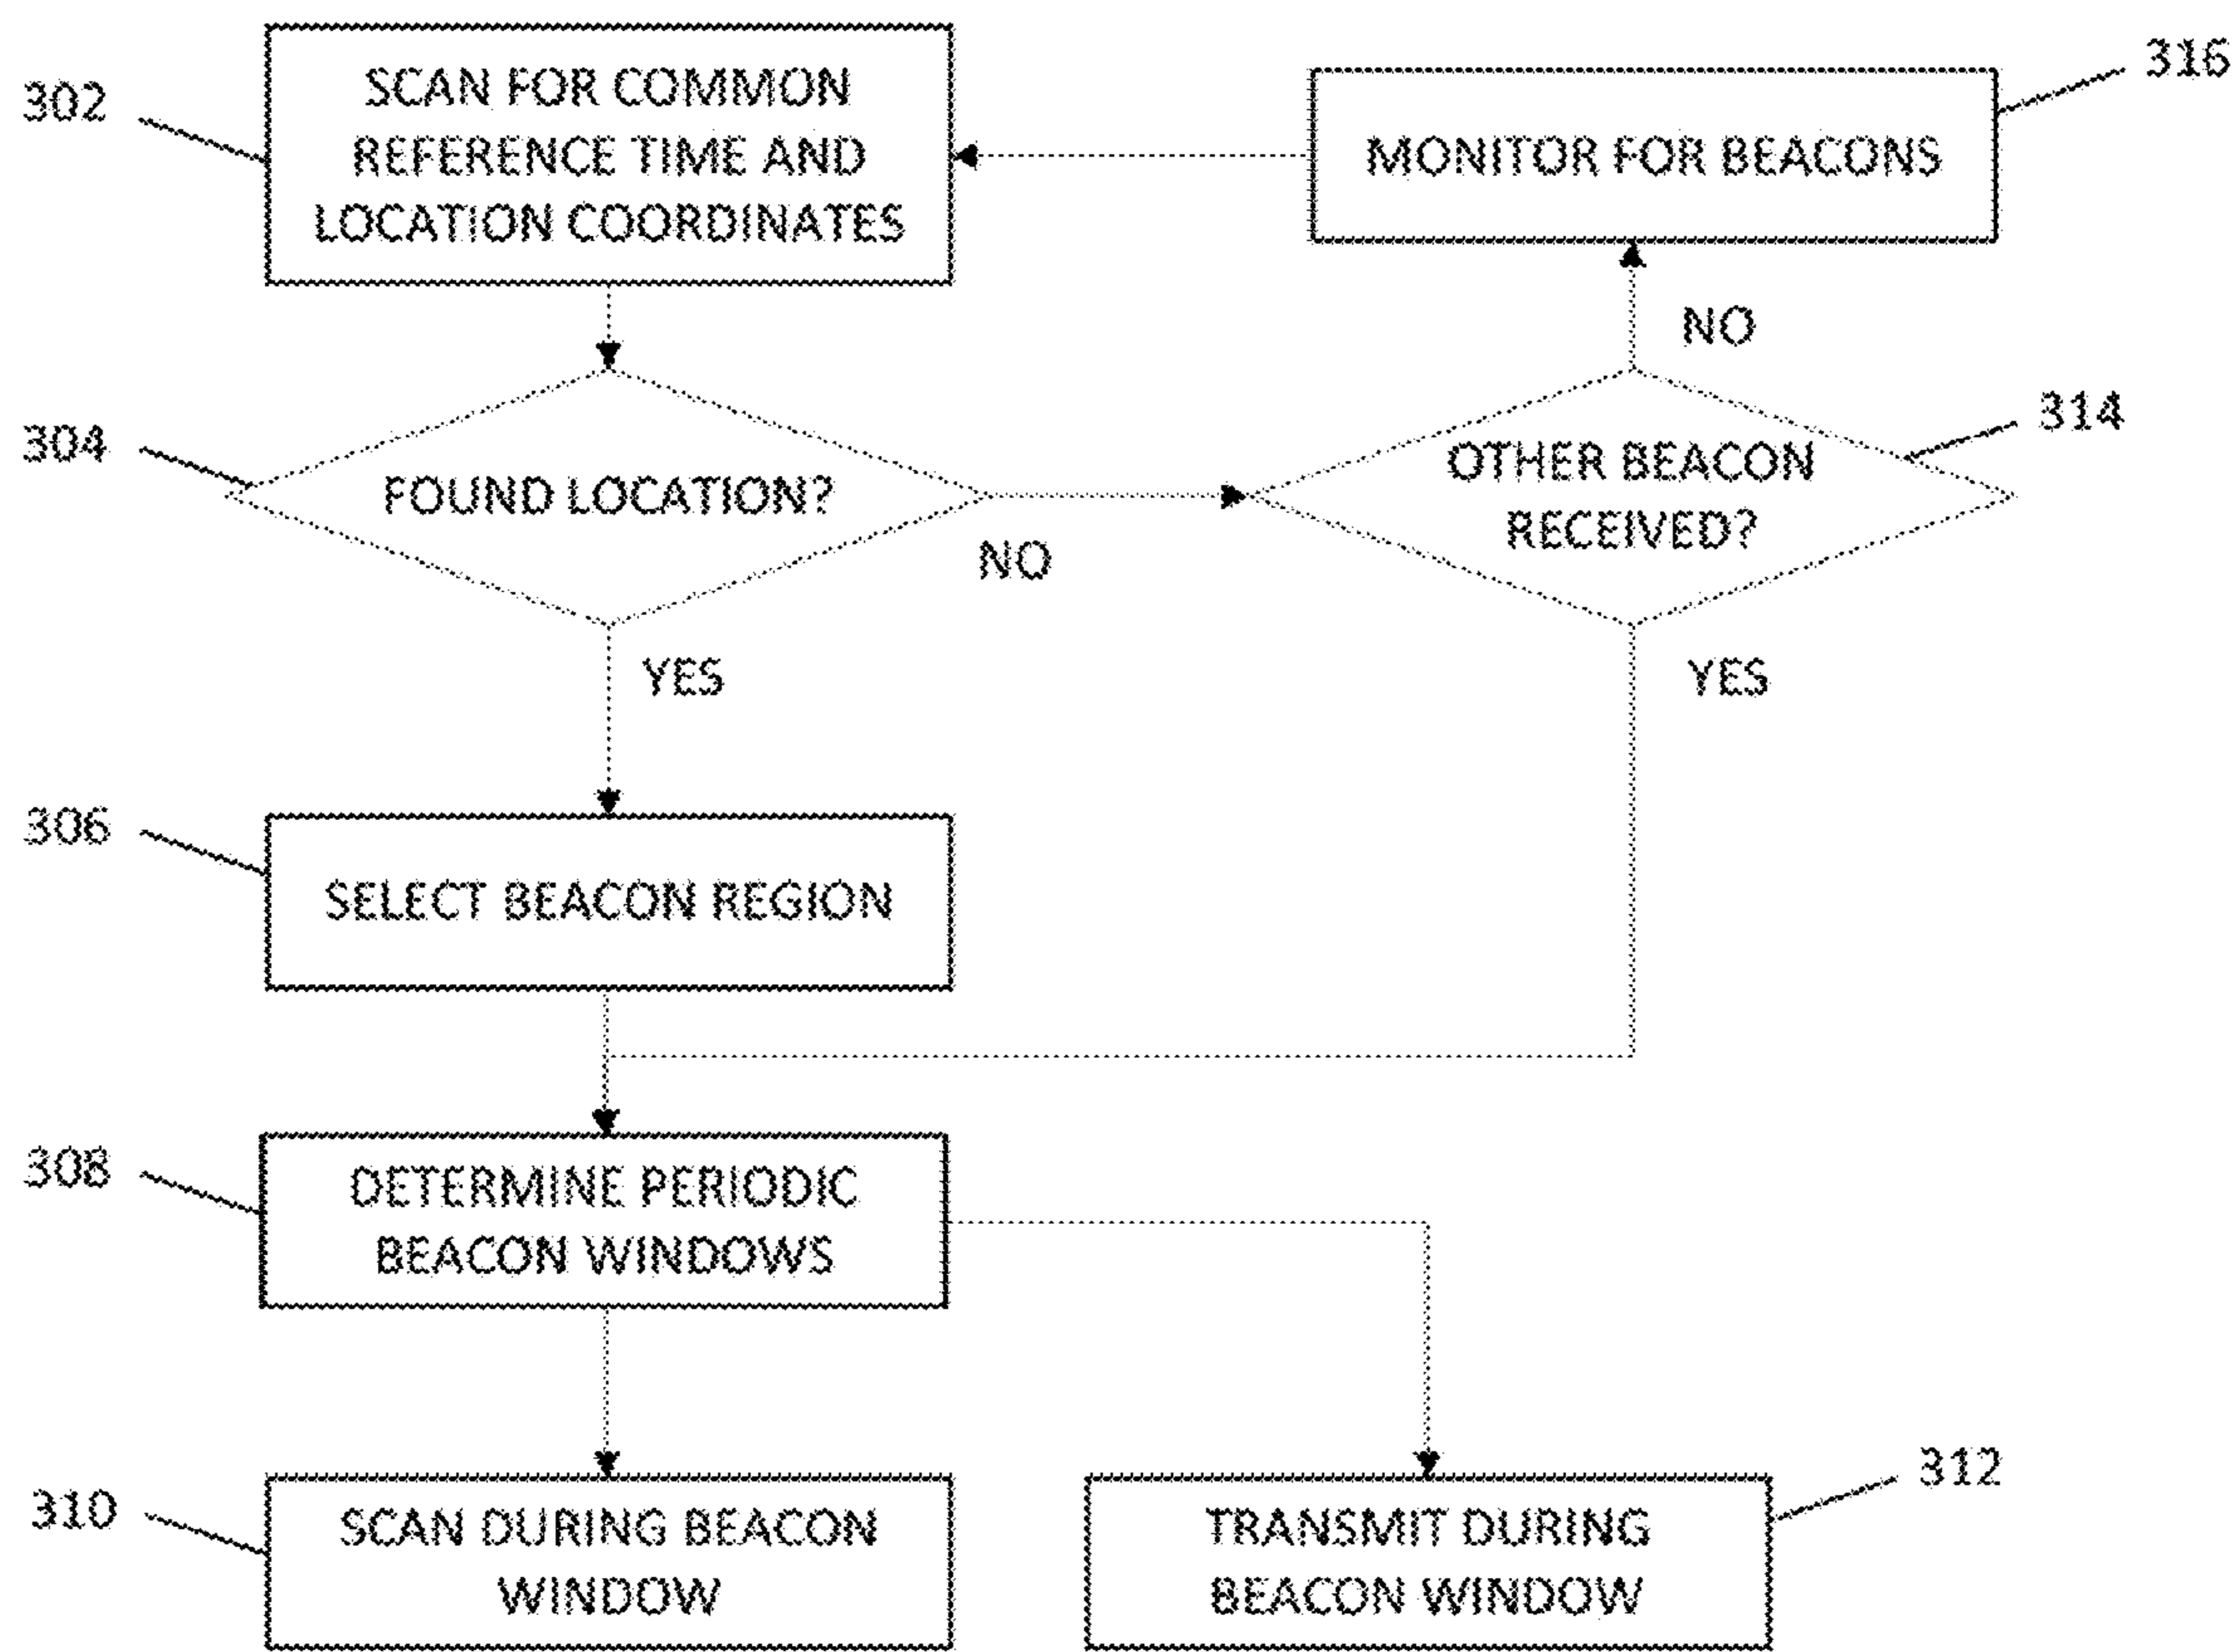 302
SCAN FOR COMMON
REFERENCE TIME AND
LOCATION COORDINATES
316
MONITOR FOR BEACONS
NO
304
FOUND LOCATION?
NO
314
OTHER BEACON
RECEIVED?
YES
YES
306
SELECT BEACON REGION
308
DETERMINE PERIODIC
BEACON WINDOWS
310
SCAN DURING BEACON
WINDOW
312
TRANSMIT DURING
BEACON WINDOW